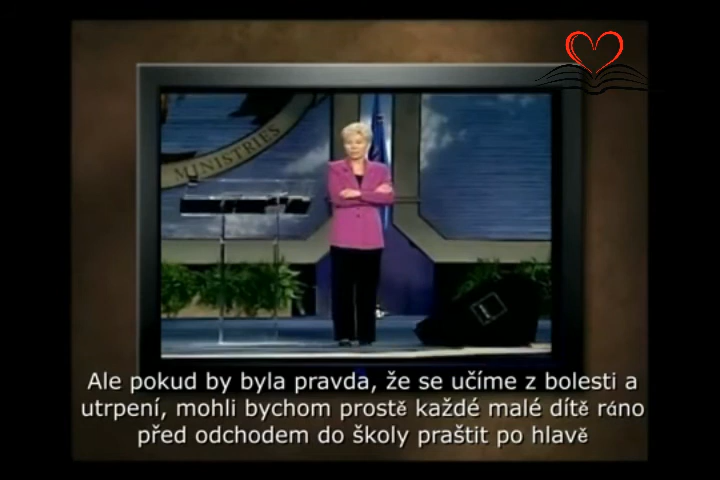 MINISTRIES
Ale pokud by byla pravda, že se učíme z bolesti a
utrpení, mohli bychom prostě každé malé dítě ráno
před odchodem do školy praštit po hlavě